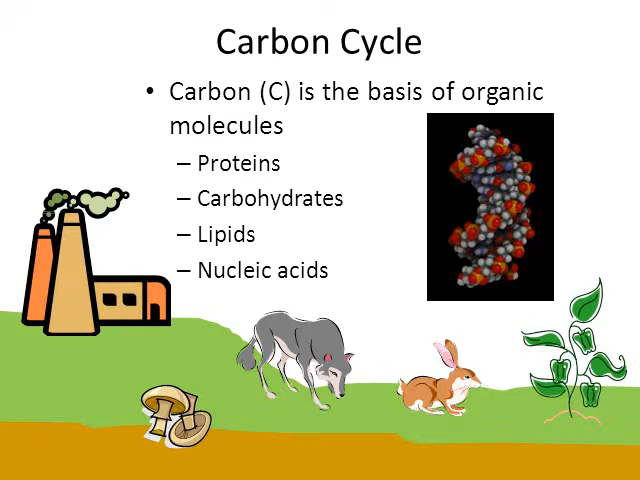 Carbon Cycle
• Carbon (C) is the basis of organic
molecules
– Proteins
– Carbohydrates
– Lipids
– Nucleic acids